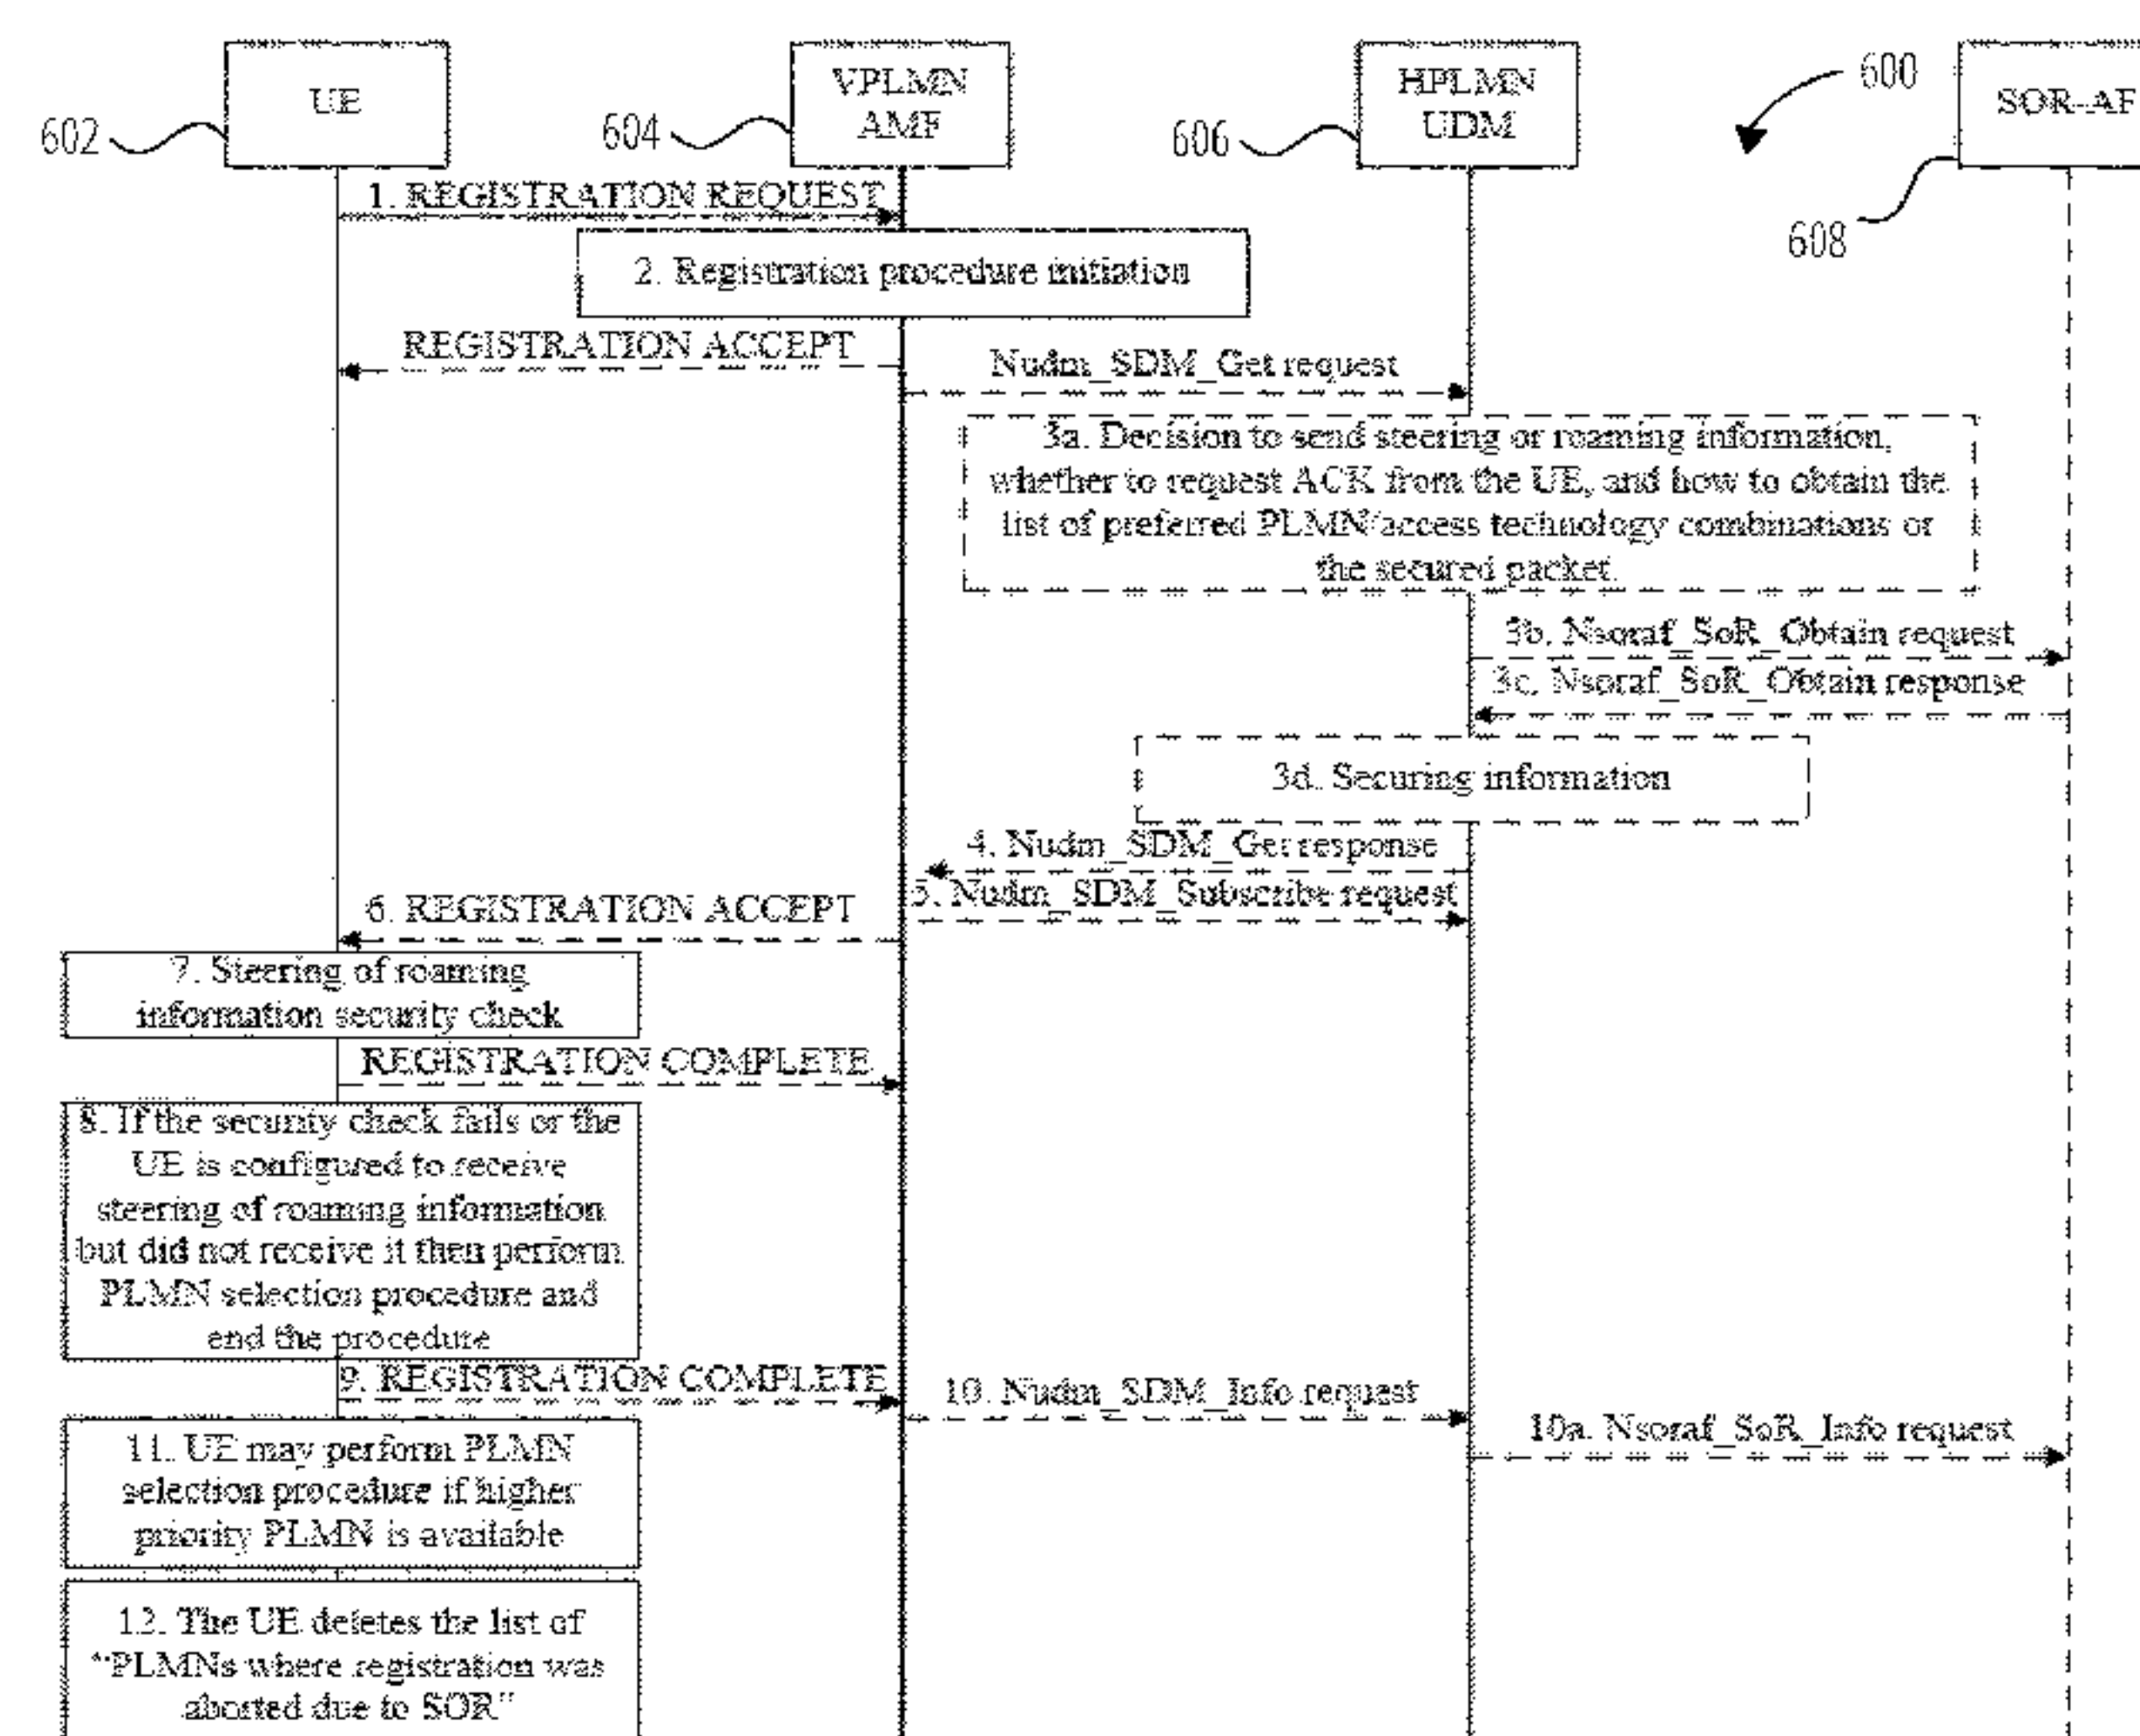 UE
VPLMN
AMF
HPLMN
UDM
SOR-AF
600
602
604
606
608
1. REGISTRATION REQUEST
2. Registration procedure initiation
REGISTRATION ACCEPT
Nudm_SDM_Get request
3a. Decision to send steering or roaming information,
whether to request ACK from the UE, and how to obtain the
list of preferred PLMN/access technology combinations or
the secured packet.
3b. Nsoraf_SoR_Obtain request
3c. Nsoraf_SoR_Obtain response
3d. Securing information
4. Nudm_SDM_Get response
5. Nudm_SDM_Subscribe request
6. REGISTRATION ACCEPT
7. Steering of roaming
information security check
REGISTRATION COMPLETE
8. If the security check fails or the
UE is configured to receive
steering of roaming information
but did not receive it then perform
PLMN selection procedure and
end the procedure
9. REGISTRATION COMPLETE
10. Nudm_SDM_Info request
10a. Nsoraf_SoR_Info request
11. UE may perform PLMN
selection procedure if higher
priority PLMN is available
12. The UE deletes the list of
"PLMNs where registration was
aborted due to SOR"